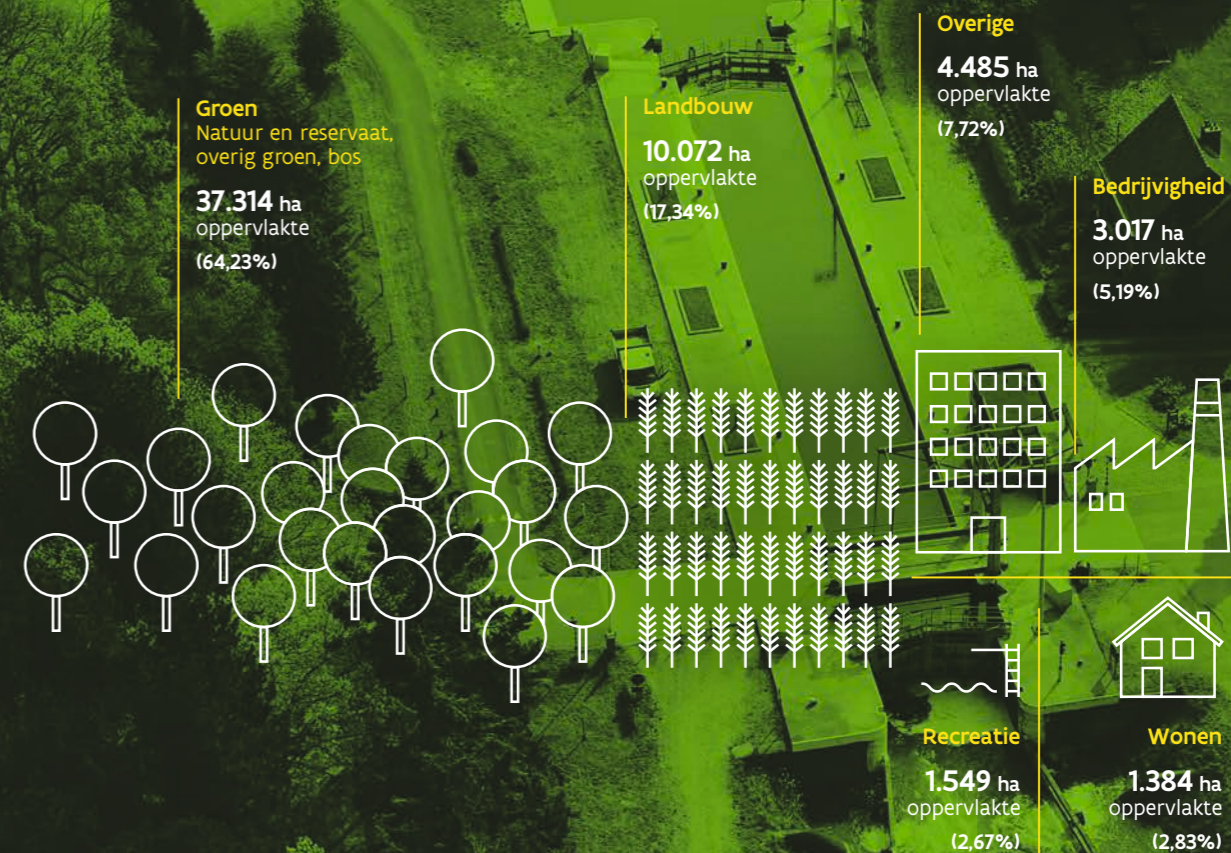 Groen
Natuur en reservaat,
overig groen, bos
37.314 ha
oppervlakte
(64,23%)
Landbouw
10.072 ha
oppervlakte
(17,34%)
Overige
4.485 ha
oppervlakte
(7,72%)
Bedrijvigheid
3.017 ha
oppervlakte
(5,19%)
Recreatie
1.549 ha
oppervlakte
(2,67%)
Wonen
1.384 ha
oppervlakte
(2,83%)